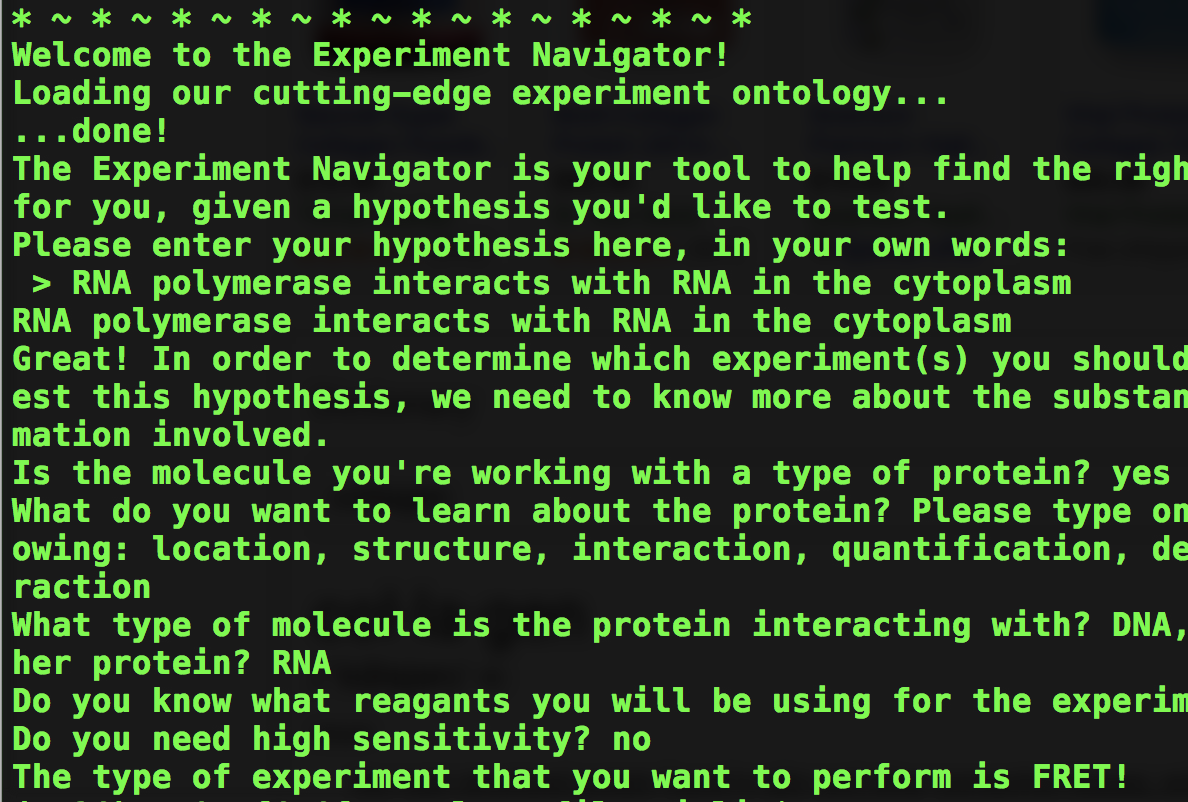 * ~ * ~ * ~ * ~ * ~ * ~ * ~ * ~ * ~ *
Welcome to the Experiment Navigator!
Loading our cutting-edge experiment ontology...
...done!
The Experiment Navigator is your tool to help find the righ
for you, given a hypothesis you'd like to test.
Please enter your hypothesis here, in your own words:
 > RNA polymerase interacts with RNA in the cytoplasm
RNA polymerase interacts with RNA in the cytoplasm
Great! In order to determine which experiment(s) you should
est this hypothesis, we need to know more about the substan
mation involved.
Is the molecule you're working with a type of protein? yes
What do you want to learn about the protein? Please type on
owing: location, structure, interaction, quantification, de
raction
What type of molecule is the protein interacting with? DNA,
her protein? RNA
Do you know what reagants you will be using for the experim
Do you need high sensitivity? no
The type of experiment that you want to perform is FRET!